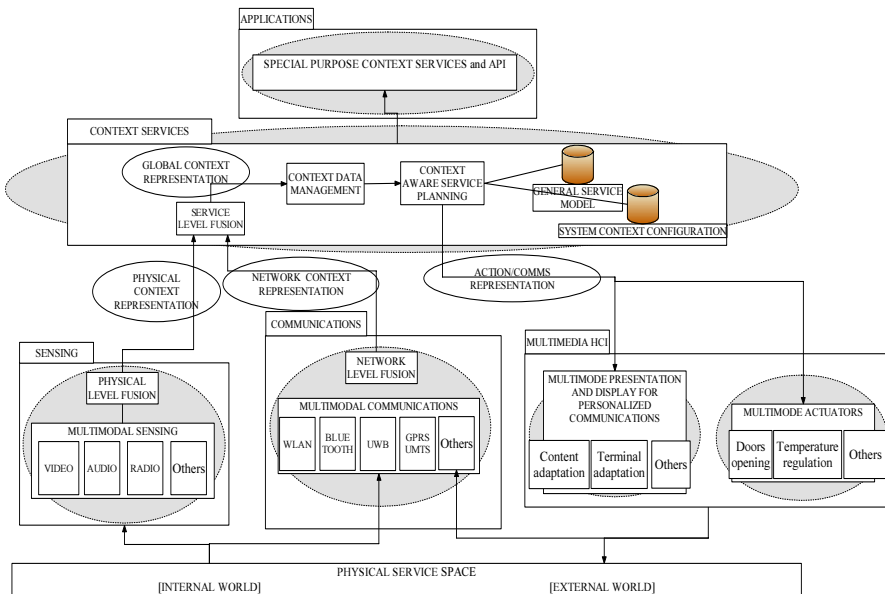 APPLICATIONS
SPECIAL PURPOSE CONTEXT SERVICES and API
CONTEXT SERVICES
GLOBAL CONTEXT
REPRESENTATION
CONTEXT DATA
MANAGEMENT
CONTEXT
AWARE SERVICE
PLANNING
GENERAL SERVICE
MODEL
SERVICE
LEVEL FUSION
SYSTEM CONTEXT CONFIGURATION
PHYSICAL
CONTEXT
REPRESENTATION
NETWORK CONTEXT
REPRESENTATION
ACTION/COMMS
REPRESENTATION
SENSING
PHYSICAL
LEVEL FUSION
MULTIMODAL SENSING
VIDEO
AUDIO
RADIO
Others
COMMUNICATIONS
NETWORK
LEVEL FUSION
MULTIMODAL COMMUNICATIONS
WLAN
BLUE
TOOTH
UWB
GPRS
UMTS
Others
MULTIMEDIA HCI
MULTIMODE PRESENTATION
AND DISPLAY FOR
PERSONALIZED
COMMUNICATIONS
Content
adaptation
Terminal
adaptation
Others
MULTIMODE ACTUATORS
Doors
opening
Temperature
regulation
Others
PHYSICAL SERVICE SPACE
[INTERNAL WORLD]
[EXTERNAL WORLD]